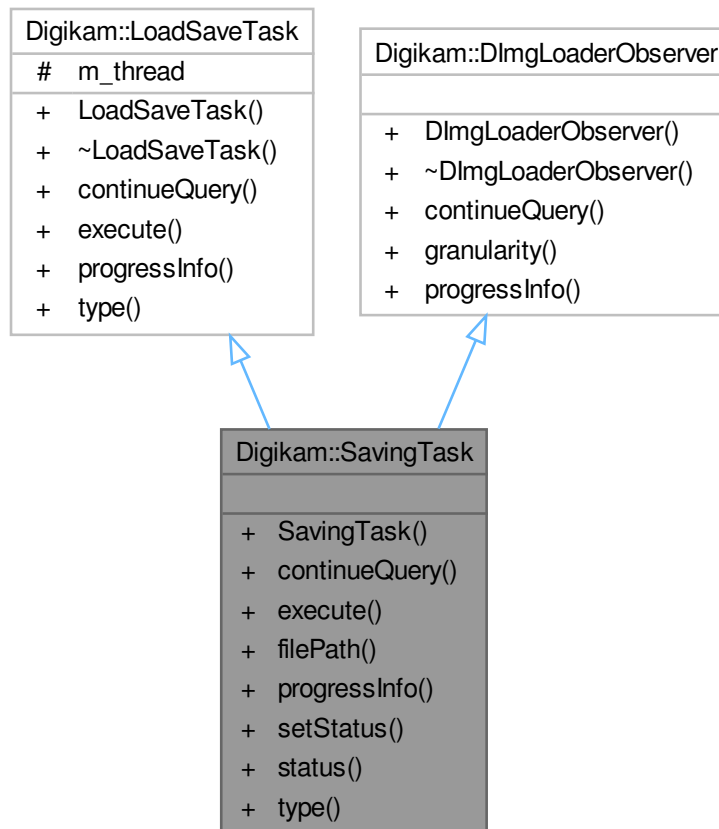 Digikam::LoadSaveTask
# m_thread
+ LoadSaveTask()
+ ~LoadSaveTask()
+ continueQuery()
+ execute()
+ progressInfo()
+ type()
Digikam::DImgLoaderObserver
+ DImgLoaderObserver()
+ ~DImgLoaderObserver()
+ continueQuery()
+ granularity()
+ progressInfo()
Digikam::SavingTask
+ SavingTask()
+ continueQuery()
+ execute()
+ filePath()
+ progressInfo()
+ setStatus()
+ status()
+ type()